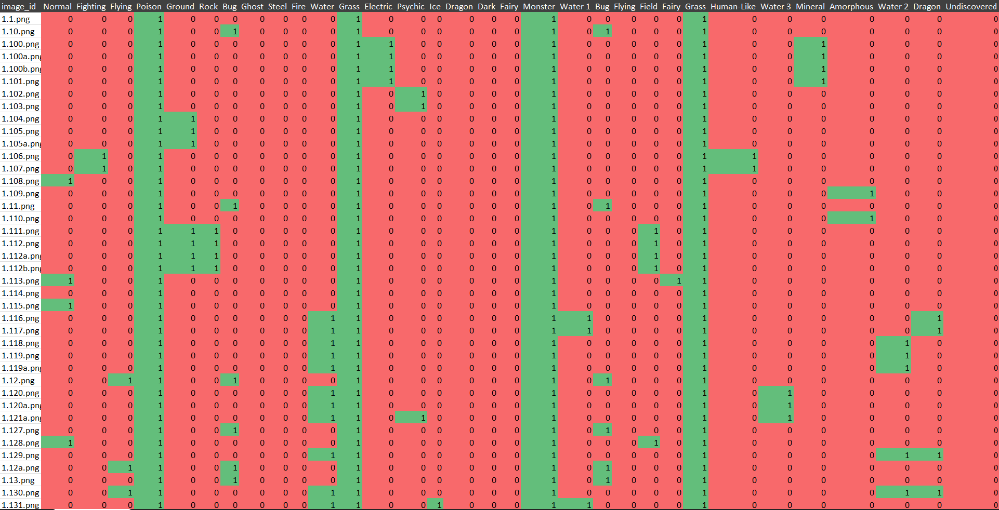 image_id Normal Fighting Flying Poison Ground Rock Bug Ghost Steel Fire Water Grass Electric Psychic Ice Dragon Dark Fairy Monster Water 1 Bug Flying Field Fairy Grass Human-Like Water 3 Mineral Amorphous Water 2 Dragon Undiscovered
1.1.png 0 0 0 1 0 0 0 0 0 0 0 1 0 0 0 0 0 0 1 0 0 0 0 0 1 0 0 0 0 0 0 0
1.10.png 0 0 0 1 0 0 1 0 0 0 0 1 0 0 0 0 0 0 1 0 1 0 0 0 1 0 0 0 0 0 0 0
1.100.png 0 0 0 1 0 0 0 0 0 0 0 1 1 0 0 0 0 0 1 0 0 0 0 0 1 0 0 1 0 0 0 0
1.100a.png 0 0 0 1 0 0 0 0 0 0 0 1 1 0 0 0 0 0 1 0 0 0 0 0 1 0 0 1 0 0 0 0
1.100b.png 0 0 0 1 0 0 0 0 0 0 0 1 1 0 0 0 0 0 1 0 0 0 0 0 1 0 0 1 0 0 0 0
1.101.png 0 0 0 1 0 0 0 0 0 0 0 1 1 0 0 0 0 0 1 0 0 0 0 0 1 0 0 1 0 0 0 0
1.102.png 0 0 0 1 0 0 0 0 0 0 0 1 0 1 0 0 0 0 1 0 0 0 0 0 1 0 0 0 0 0 0 0
1.103.png 0 0 0 1 0 0 0 0 0 0 0 1 0 1 0 0 0 0 1 0 0 0 0 0 1 0 0 0 0 0 0 0
1.104.png 0 0 0 1 1 0 0 0 0 0 0 1 0 0 0 0 0 0 1 0 0 0 0 0 1 0 0 0 0 0 0 0
1.105.png 0 0 0 1 1 0 0 0 0 0 0 1 0 0 0 0 0 0 1 0 0 0 0 0 1 0 0 0 0 0 0 0
1.105a.png 0 0 0 1 1 0 0 0 0 0 0 1 0 0 0 0 0 0 1 0 0 0 0 0 1 0 0 0 0 0 0 0
1.106.png 0 1 0 1 0 0 0 0 0 0 0 1 0 0 0 0 0 0 1 0 0 0 0 0 1 1 0 0 0 0 0 0
1.107.png 0 1 0 1 0 0 0 0 0 0 0 1 0 0 0 0 0 0 1 0 0 0 0 0 1 1 0 0 0 0 0 0
1.108.png 1 0 0 1 0 0 0 0 0 0 0 1 0 0 0 0 0 0 1 0 0 0 0 0 1 0 0 0 0 0 0 0
1.109.png 0 0 0 1 0 0 0 0 0 0 0 1 0 0 0 0 0 0 1 0 0 0 0 0 1 0 0 0 1 0 0 0
1.11.png 0 0 0 1 0 0 1 0 0 0 0 1 0 0 0 0 0 0 1 0 1 0 0 0 1 0 0 0 0 0 0 0
1.110.png 0 0 0 1 0 0 0 0 0 0 0 1 0 0 0 0 0 0 1 0 0 0 0 0 1 0 0 0 1 0 0 0
1.111.png 0 0 0 1 1 1 0 0 0 0 0 1 0 0 0 0 0 0 1 0 0 0 1 0 1 0 0 0 0 0 0 0
1.112.png 0 0 0 1 1 1 0 0 0 0 0 1 0 0 0 0 0 0 1 0 0 0 1 0 1 0 0 0 0 0 0 0
1.112a.png 0 0 0 1 1 1 0 0 0 0 0 1 0 0 0 0 0 0 1 0 0 0 1 0 1 0 0 0 0 0 0 0
1.112b.png 0 0 0 1 1 1 0 0 0 0 0 1 0 0 0 0 0 0 1 0 0 0 1 0 1 0 0 0 0 0 0 0
1.113.png 1 0 0 1 0 0 0 0 0 0 0 1 0 0 0 0 0 0 1 0 0 0 0 1 1 0 0 0 0 0 0 0
1.114.png 0 0 0 1 0 0 0 0 0 0 0 1 0 0 0 0 0 0 1 0 0 0 0 0 1 0 0 0 0 0 0 0
1.115.png 1 0 0 1 0 0 0 0 0 0 0 1 0 0 0 0 0 0 1 0 0 0 0 0 1 0 0 0 0 0 0 0
1.116.png 0 0 0 1 0 0 0 0 0 0 1 1 0 0 0 0 0 0 1 1 0 0 0 0 1 0 0 0 0 0 1 0
1.117.png 0 0 0 1 0 0 0 0 0 0 1 1 0 0 0 0 0 0 1 1 0 0 0 0 1 0 0 0 0 0 1 0
1.118.png 0 0 0 1 0 0 0 0 0 0 1 1 0 0 0 0 0 0 1 0 0 0 0 0 1 0 0 0 0 1 0 0
1.119.png 0 0 0 1 0 0 0 0 0 0 1 1 0 0 0 0 0 0 1 0 0 0 0 0 1 0 0 0 0 1 0 0
1.119a.png 0 0 0 1 0 0 0 0 0 0 1 1 0 0 0 0 0 0 1 0 0 0 0 0 1 0 0 0 0 1 0 0
1.12.png 0 0 1 1 0 0 1 0 0 0 0 1 0 0 0 0 0 0 1 0 1 0 0 0 1 0 0 0 0 0 0 0
1.120.png 0 0 0 1 0 0 0 0 0 0 1 1 0 0 0 0 0 0 1 0 0 0 0 0 1 0 1 0 0 0 0 0
1.120a.png 0 0 0 1 0 0 0 0 0 0 1 1 0 0 0 0 0 0 1 0 0 0 0 0 1 0 1 0 0 0 0 0
1.121a.png 0 0 0 1 0 0 0 0 0 0 1 1 0 1 0 0 0 0 1 0 0 0 0 0 1 0 1 0 0 0 0 0
1.127.png 0 0 0 1 0 0 1 0 0 0 0 1 0 0 0 0 0 0 1 0 1 0 0 0 1 0 0 0 0 0 0 0
1.128.png 1 0 0 1 0 0 0 0 0 0 0 1 0 0 0 0 0 0 1 0 0 0 1 0 1 0 0 0 0 0 0 0
1.129.png 0 0 0 1 0 0 0 0 0 0 1 1 0 0 0 0 0 0 1 0 0 0 0 0 1 0 0 0 0 1 1 0
1.12a.png 0 0 1 1 0 0 1 0 0 0 0 1 0 0 0 0 0 0 1 0 1 0 0 0 1 0 0 0 0 0 0 0
1.13.png 0 0 0 1 0 0 1 0 0 0 0 1 0 0 0 0 0 0 1 0 1 0 0 0 1 0 0 0 0 0 0 0
1.130.png 0 0 1 1 0 0 0 0 0 0 1 1 0 0 0 0 0 0 1 0 0 0 0 0 1 0 0 0 0 1 1 0
1.131.png 0 0 0 1 0 0 0 0 0 0 1 1 0 0 1 0 0 0 1 1 0 0 0 0 1 0 0 0 0 0 0 0